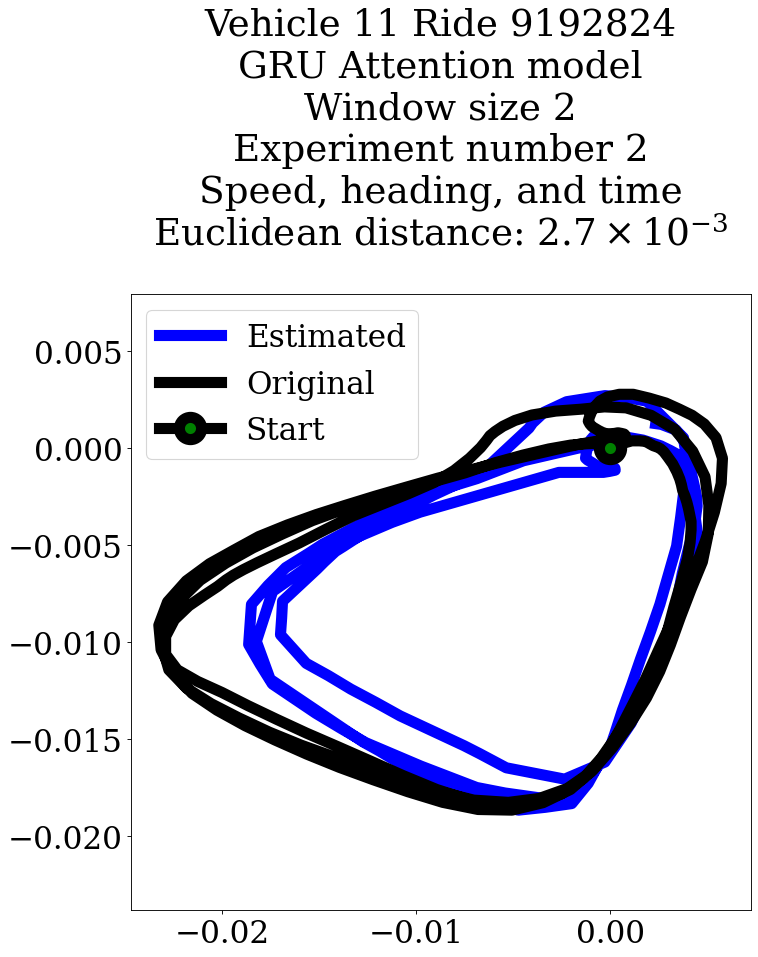 Vehicle 11 Ride 9192824
GRU Attention model
Window size 2
Experiment number 2
Speed, heading, and time
Euclidean distance: 2.7 × 10⁻³
Estimated
Original
Start
0.005
0.000
−0.005
−0.010
−0.015
−0.020
−0.02
−0.01
0.00